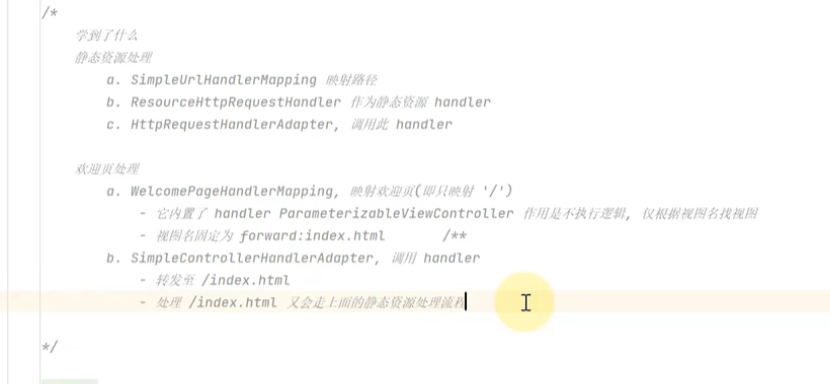 /*
学到了什么
静态资源处理
a. SimpleUrlHandlerMapping 映射路径
b. ResourceHttpRequestHandler 作为静态资源 handler
c. HttpRequestHandlerAdapter, 调用此 handler
欢迎页处理
a. WelcomePageHandlerMapping, 映射欢迎页(即只映射 '/')
- 它内置了 handler ParameterizableViewController 作用是不执行逻辑, 仅根据视图名找视图
- 视图名固定为 forward:index.html /**
b. SimpleControllerHandlerAdapter, 调用 handler
- 转发至 /index.html
- 处理 /index.html 又会走上面的静态资源处理流程
*/